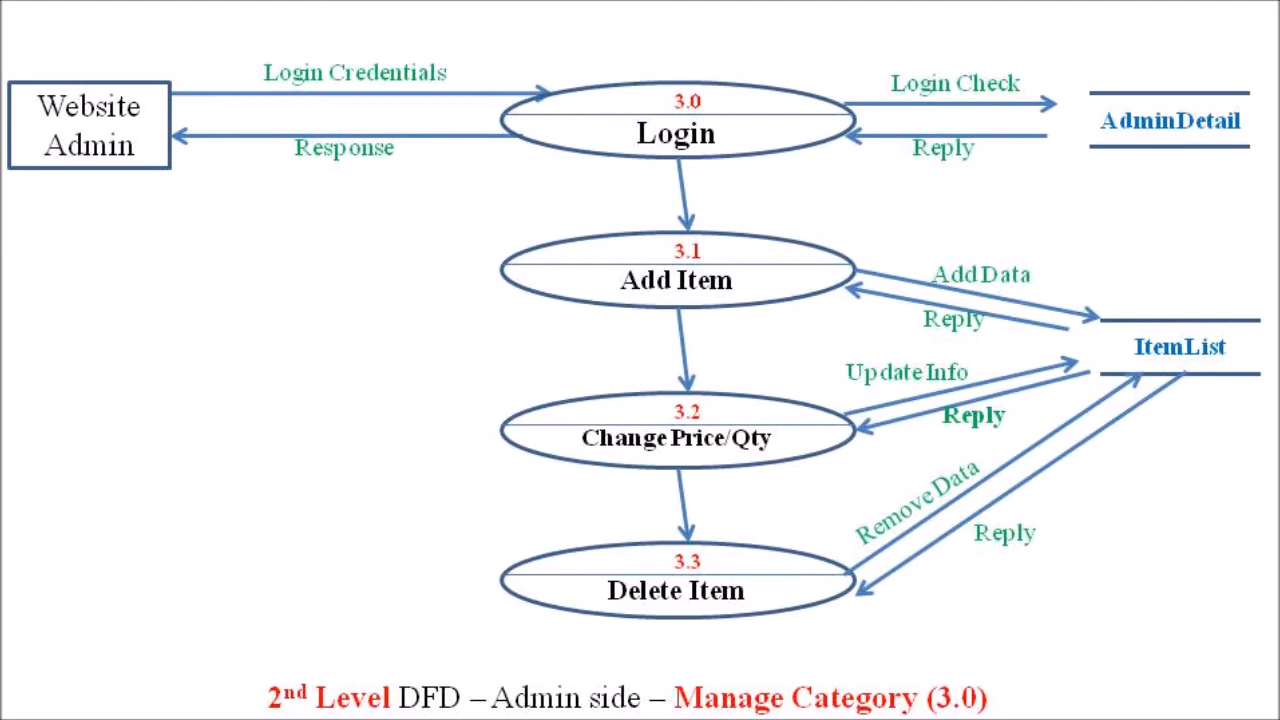 Login Credentials
Login Check
Website
Admin
3.0
Login
AdminDetail
Response
Reply
3.1
Add Item
Add Data
Reply
ItemList
Update Info
3.2
Change Price/Qty
Reply
Remove Data
Reply
3.3
Delete Item
2nd Level DFD – Admin side – Manage Category (3.0)